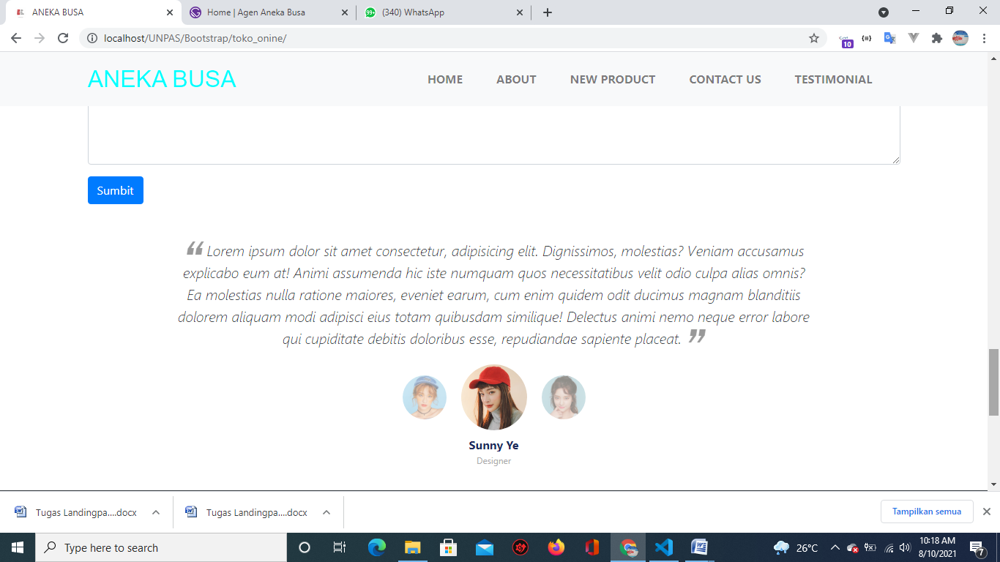 ANEKA BUSA
Home | Agen Aneka Busa
99+
(340) WhatsApp
localhost/UNPAS/Bootstrap/toko_onine/
10
ANEKA BUSA
HOME ABOUT NEW PRODUCT CONTACT US TESTIMONIAL
Sumbit
❝ Lorem ipsum dolor sit amet consectetur, adipisicing elit. Dignissimos, molestias? Veniam accusamus
explicabo eum at! Animi assumenda hic iste numquam quos necessitatibus velit odio culpa alias omnis?
Ea molestias nulla ratione maiores, eveniet earum, cum enim quidem odit ducimus magnam blanditiis
dolorem aliquam modi adipisci eius totam quibusdam similique! Delectus animi nemo neque error labore
qui cupiditate debitis doloribus esse, repudiandae sapiente placeat. ❞
Sunny Ye
Designer
Tugas Landingpa....docx
Tugas Landingpa....docx
Tampilkan semua
Type here to search
26°C
10:18 AM
8/10/2021
7